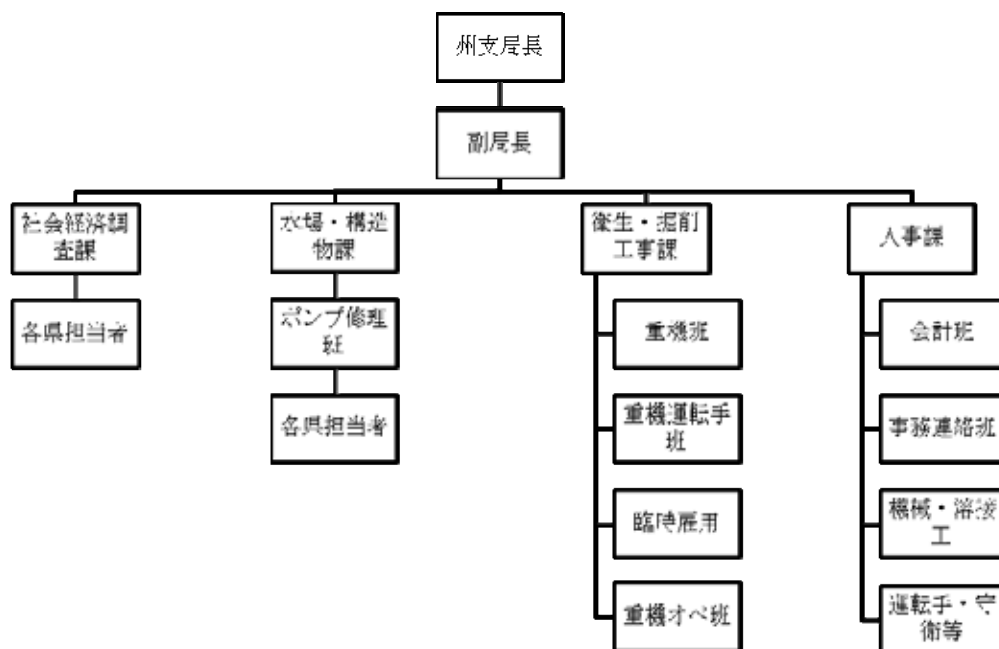 州支局長
副局長
社会経済調
査課
水場・構造
物課
衛生・掘削
工事課
人事課
各県担当者
ポンプ修理
班
各県担当者
重機班
重機運転手
班
臨時雇用
重機オペ班
会計班
事務連絡班
機械・溶接
工
運転手・守
衛等